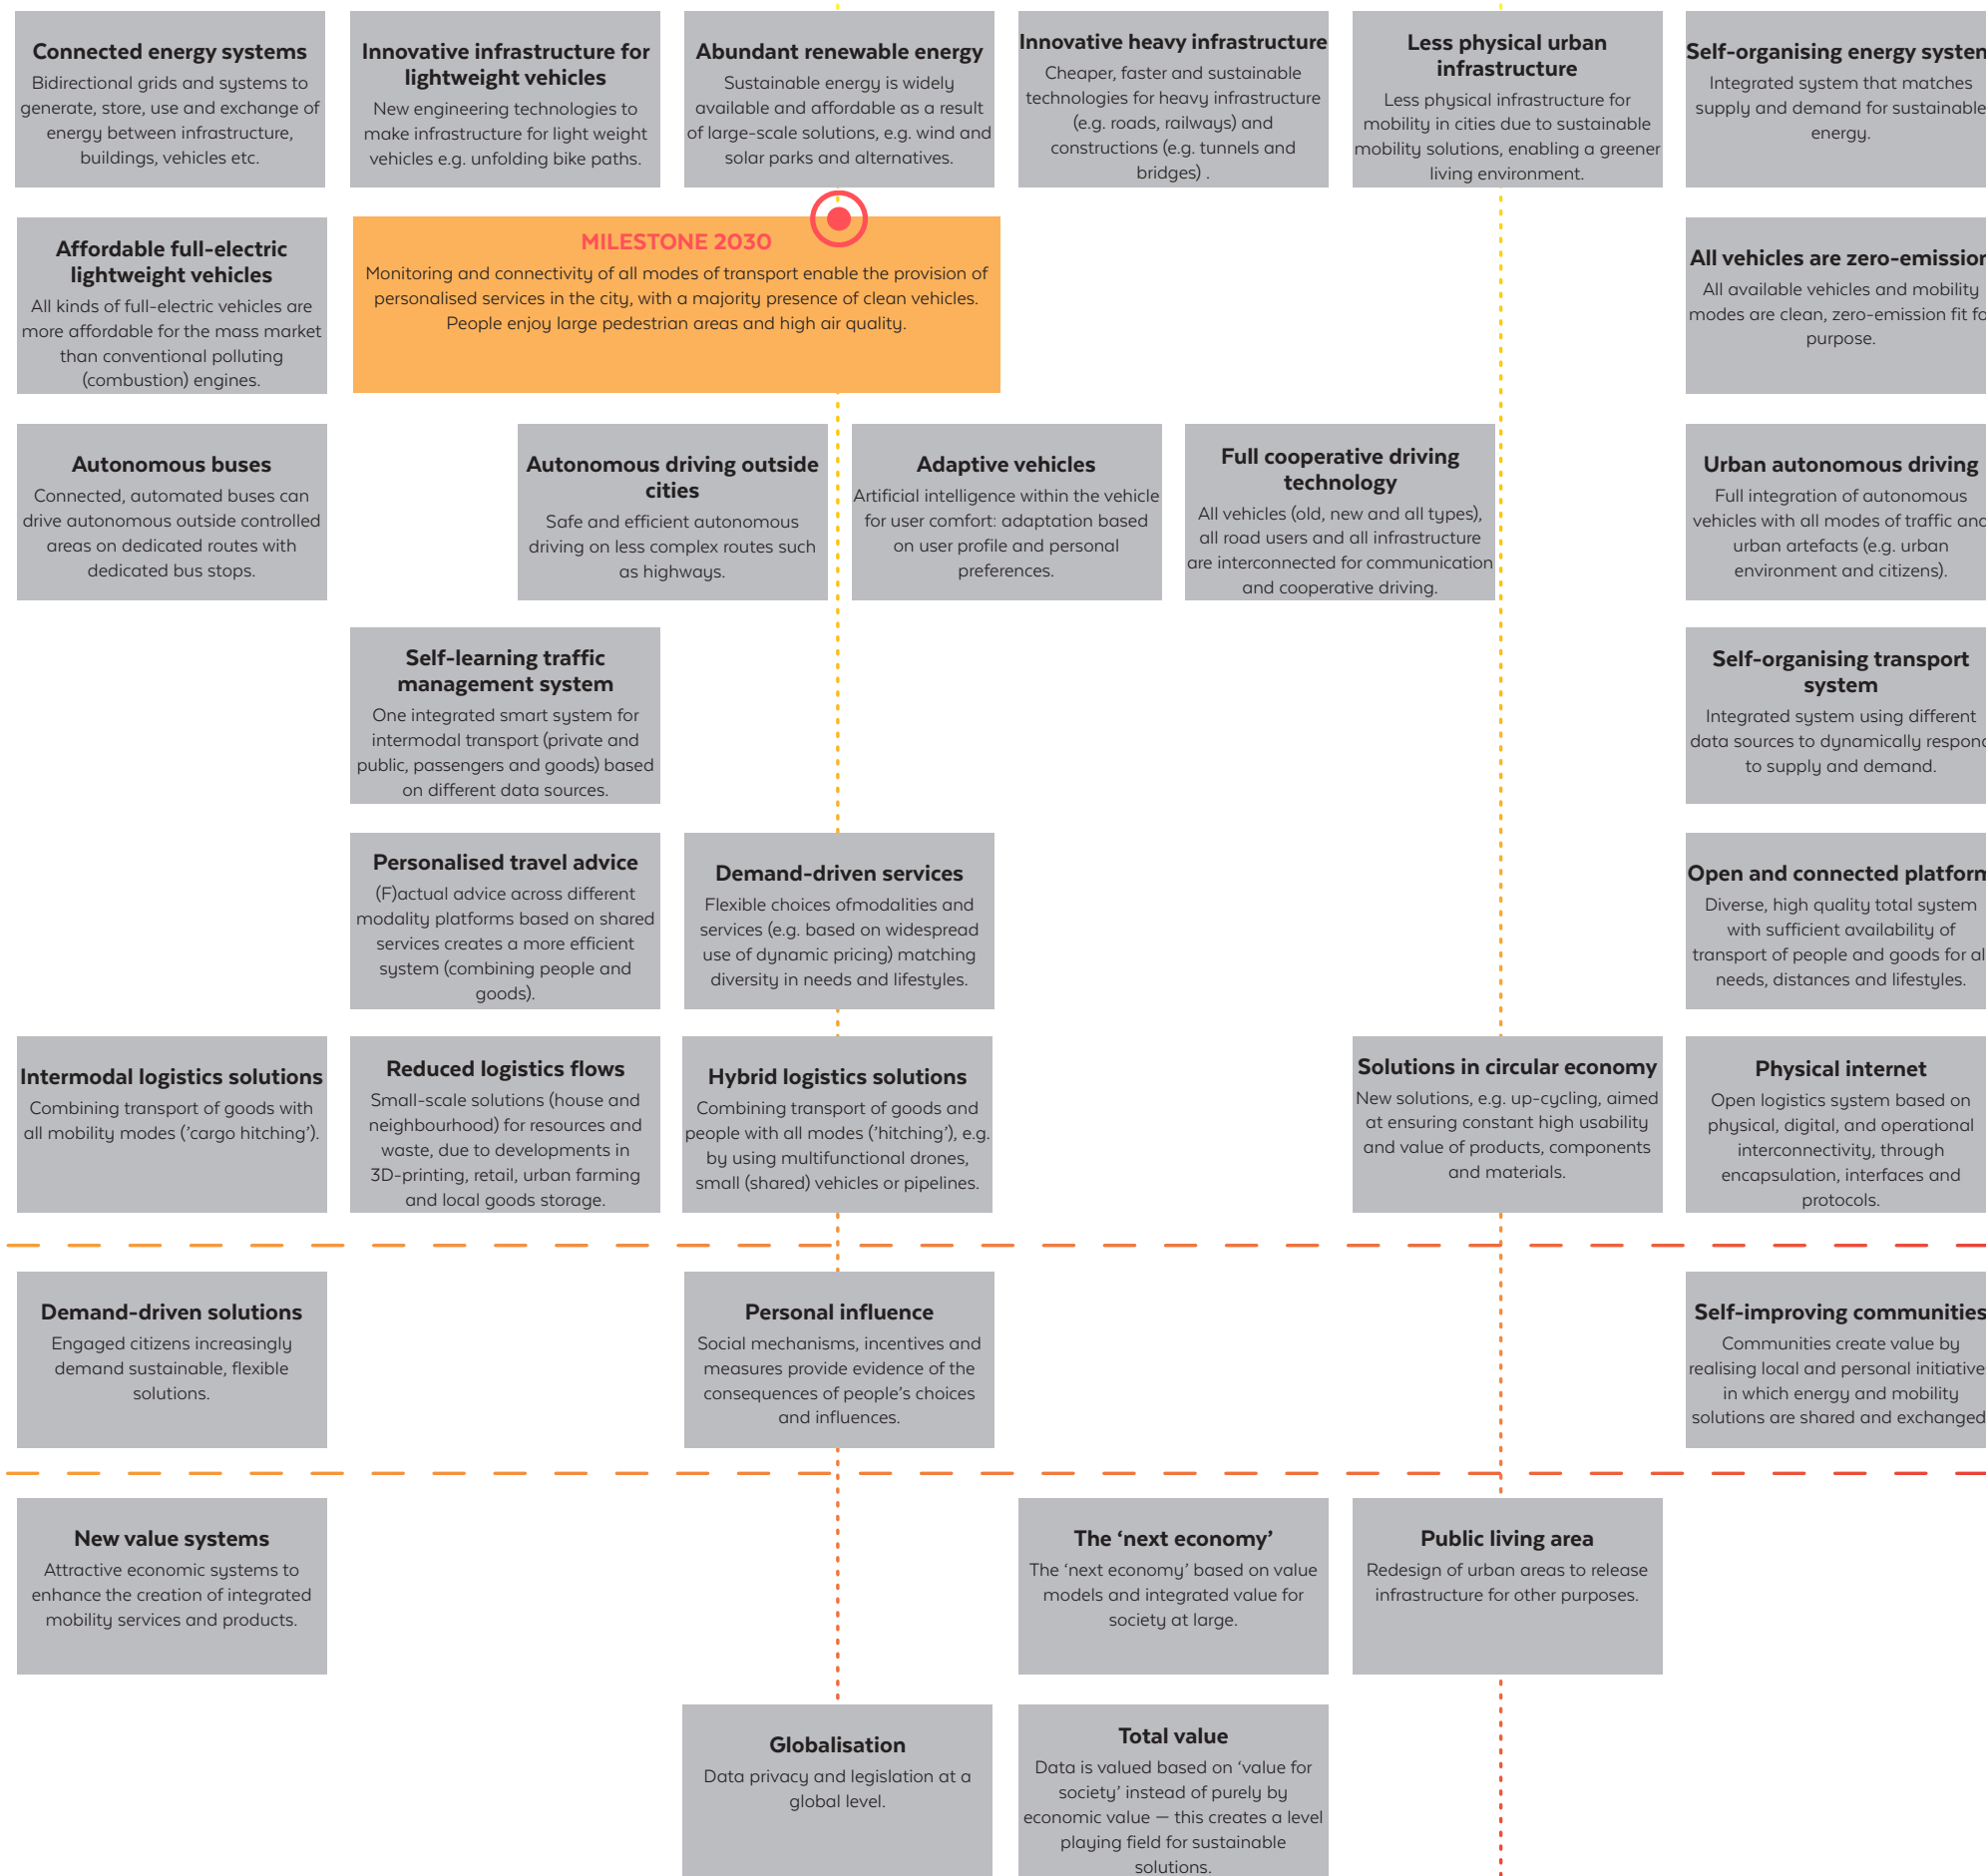 Connected energy systems
Bidirectional grids and systems to
generate, store, use and exchange of
energy between infrastructure,
buildings, vehicles etc.
Innovative infrastructure for
lightweight vehicles
New engineering technologies to
make infrastructure for light weight
vehicles e.g. unfolding bike paths.
Abundant renewable energy
Sustainable energy is widely
available and affordable as a result
of large-scale solutions, e.g. wind and
solar parks and alternatives.
Innovative heavy infrastructure
Cheaper, faster and sustainable
technologies for heavy infrastructure
(e.g. roads, railways) and
constructions (e.g. tunnels and
bridges) .
Less physical urban
infrastructure
Less physical infrastructure for
mobility in cities due to sustainable
mobility solutions, enabling a greener
living environment.
Self-organising energy system
Integrated system that matches
supply and demand for sustainable
energy.
Affordable full-electric
lightweight vehicles
All kinds of full-electric vehicles are
more affordable for the mass market
than conventional polluting
(combustion) engines.
MILESTONE 2030
Monitoring and connectivity of all modes of transport enable the provision of
personalised services in the city, with a majority presence of clean vehicles.
People enjoy large pedestrian areas and high air quality.
All vehicles are zero-emission
All available vehicles and mobility
modes are clean, zero-emission fit fo
purpose.
Autonomous buses
Connected, automated buses can
drive autonomous outside controlled
areas on dedicated routes with
dedicated bus stops.
Autonomous driving outside
cities
Safe and efficient autonomous
driving on less complex routes such
as highways.
Adaptive vehicles
Artificial intelligence within the vehicle
for user comfort: adaptation based
on user profile and personal
preferences.
Full cooperative driving
technology
All vehicles (old, new and all types),
all road users and all infrastructure
are interconnected for communication
and cooperative driving.
Urban autonomous driving
Full integration of autonomous
vehicles with all modes of traffic and
urban artefacts (e.g. urban
environment and citizens).
Self-learning traffic
management system
One integrated smart system for
intermodal transport (private and
public, passengers and goods) based
on different data sources.
Self-organising transport
system
Integrated system using different
data sources to dynamically respond
to supply and demand.
Personalised travel advice
(F)actual advice across different
modality platforms based on shared
services creates a more efficient
system (combining people and
goods).
Demand-driven services
Flexible choices ofmodalities and
services (e.g. based on widespread
use of dynamic pricing) matching
diversity in needs and lifestyles.
Open and connected platform
Diverse, high quality total system
with sufficient availability of
transport of people and goods for al
needs, distances and lifestyles.
Intermodal logistics solutions
Combining transport of goods with
all mobility modes ('cargo hitching').
Reduced logistics flows
Small-scale solutions (house and
neighbourhood) for resources and
waste, due to developments in
3D-printing, retail, urban farming
and local goods storage.
Hybrid logistics solutions
Combining transport of goods and
people with all modes ('hitching'), e.g.
by using multifunctional drones,
small (shared) vehicles or pipelines.
Solutions in circular economy
New solutions, e.g. up-cycling, aimed
at ensuring constant high usability
and value of products, components
and materials.
Physical internet
Open logistics system based on
physical, digital, and operational
interconnectivity, through
encapsulation, interfaces and
protocols.
Demand-driven solutions
Engaged citizens increasingly
demand sustainable, flexible
solutions.
Personal influence
Social mechanisms, incentives and
measures provide evidence of the
consequences of people's choices
and influences.
Self-improving communities
Communities create value by
realising local and personal initiative
in which energy and mobility
solutions are shared and exchanged
New value systems
Attractive economic systems to
enhance the creation of integrated
mobility services and products.
The 'next economy'
The 'next economy' based on value
models and integrated value for
society at large.
Public living area
Redesign of urban areas to release
infrastructure for other purposes.
Globalisation
Data privacy and legislation at a
global level.
Total value
Data is valued based on 'value for
society' instead of purely by
economic value — this creates a level
playing field for sustainable
solutions.